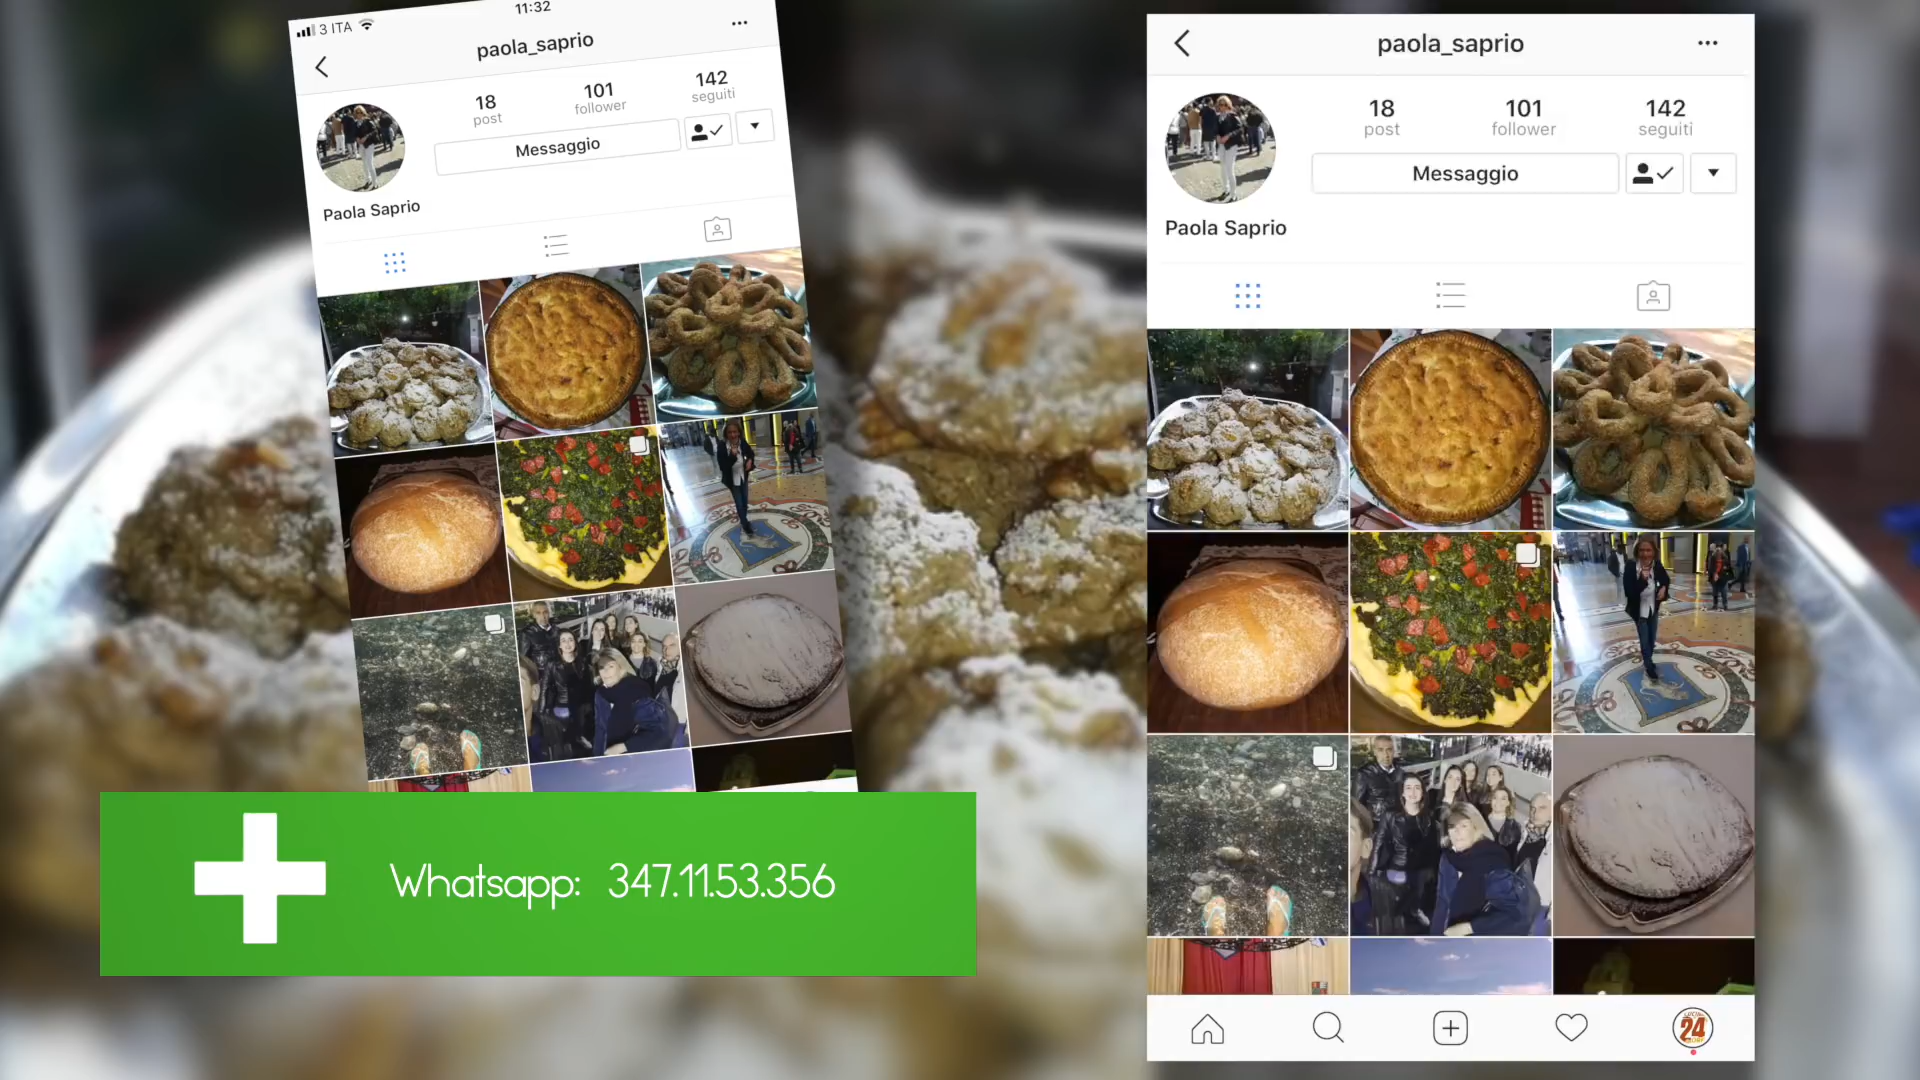 3 ITA 11:32
paola_saprio
18 101 142
post follower seguiti
Messaggio
Paola Saprio
Whatsapp: 347.11.53.356
paola_saprio
18 101 142
post follower seguiti
Messaggio
Paola Saprio
24